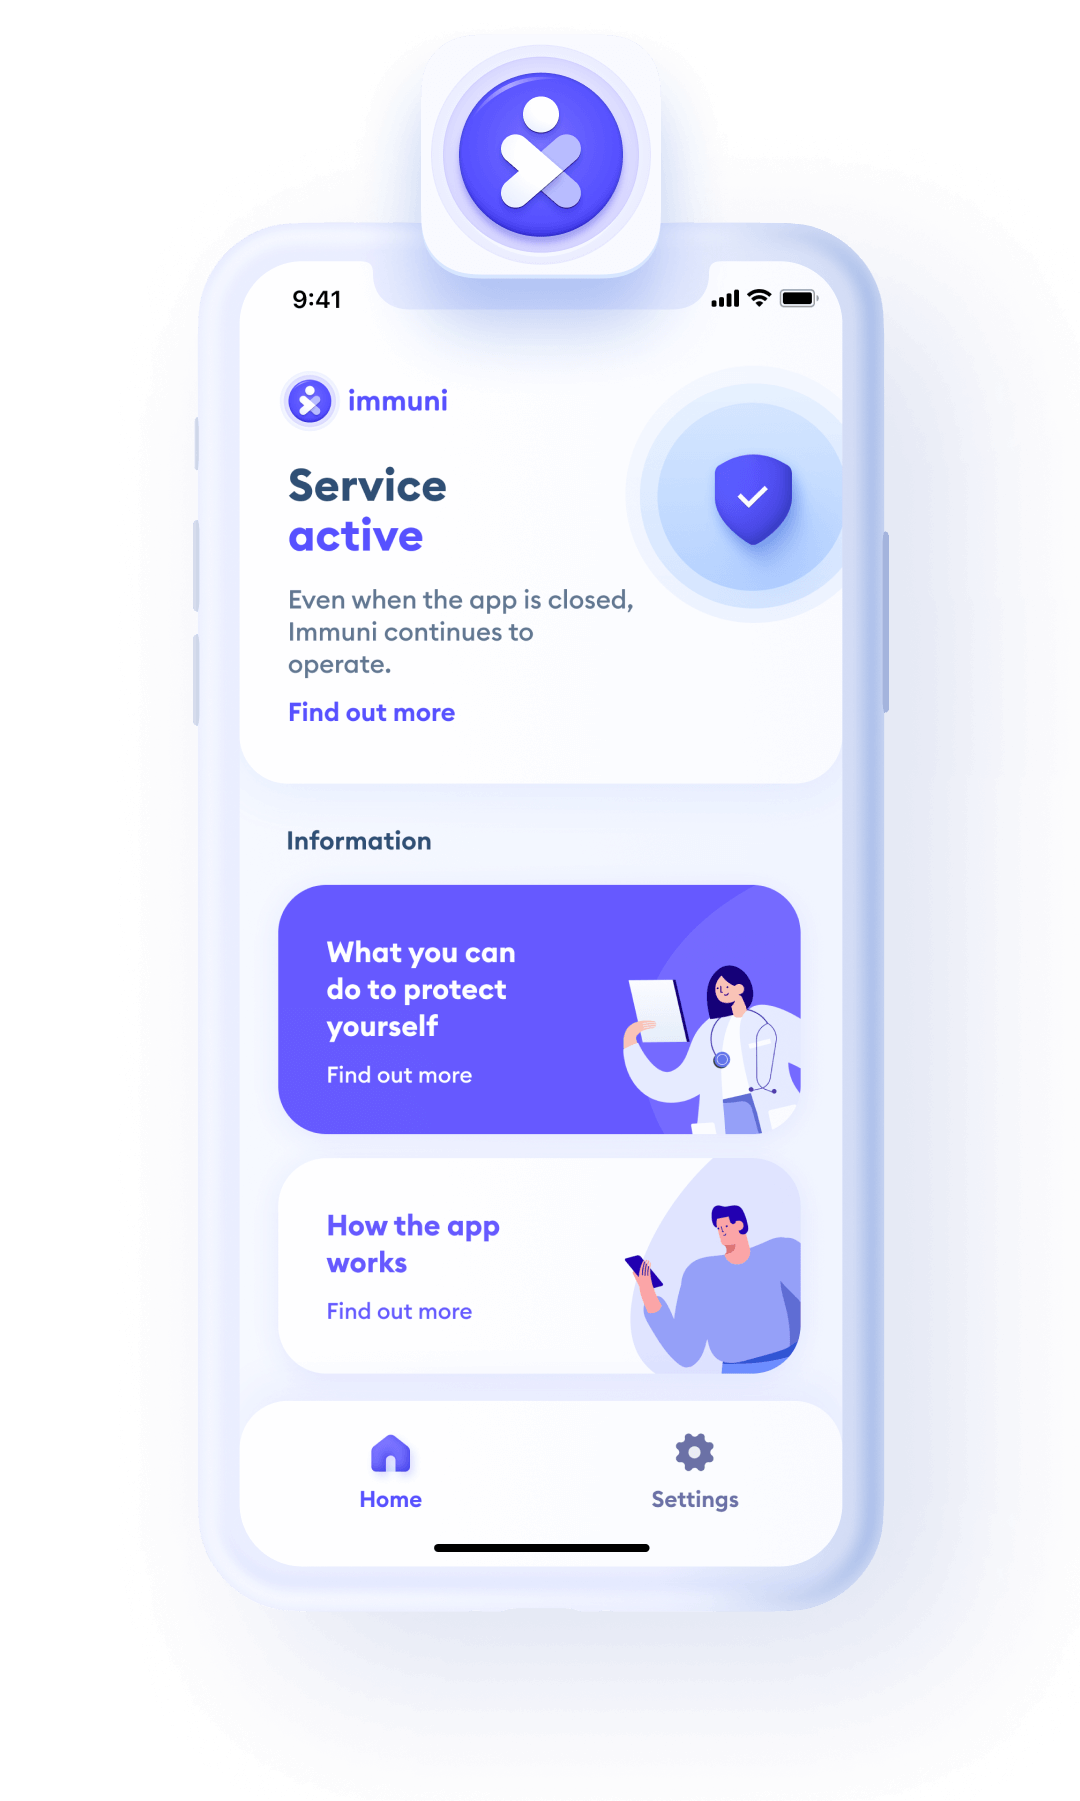 9:41
immuni
Service
active
Even when the app is closed,
Immuni continues to
operate.
Find out more
Information
What you can
do to protect
yourself
Find out more
How the app
works
Find out more
Home
Settings